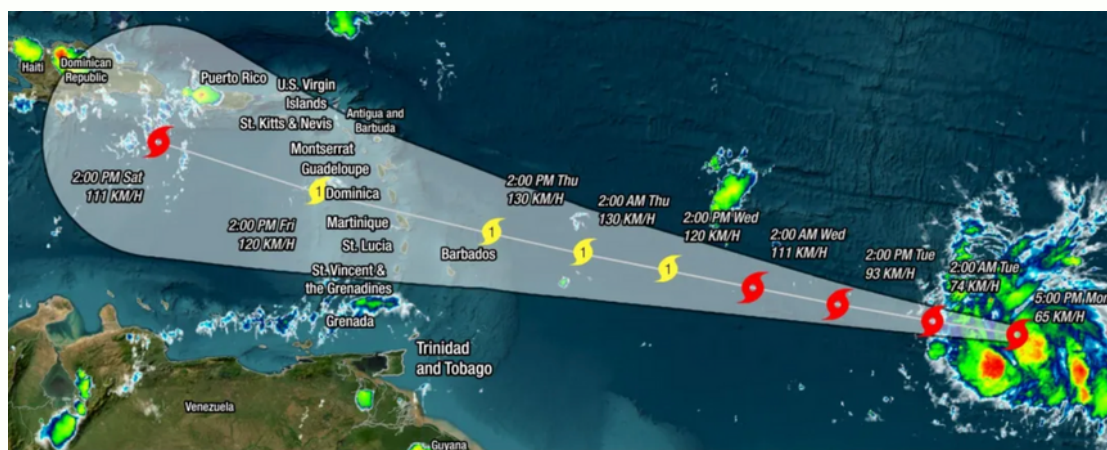 Haiti
Dominican
Republic
Puerto Rico
U.S. Virgin
Islands
Antigua and
Barbuda
St. Kitts & Nevis
Montserrat
Guadeloupe
1
Dominica
2:00 PM Sat
111 KM/H
2:00 PM Fri
120 KM/H
Martinique
St. Lucia
Barbados
St. Vincent &
the Grenadines
Grenada
Trinidad
and Tobago
Venezuela
Guyana
2:00 PM Thu
130 KM/H
1
2:00 AM Thu
130 KM/H
1
2:00 PM Wed
120 KM/H
1
2:00 AM Wed
111 KM/H
2:00 PM Tue
93 KM/H
2:00 AM Tue
74 KM/H
5:00 PM Mon
65 KM/H